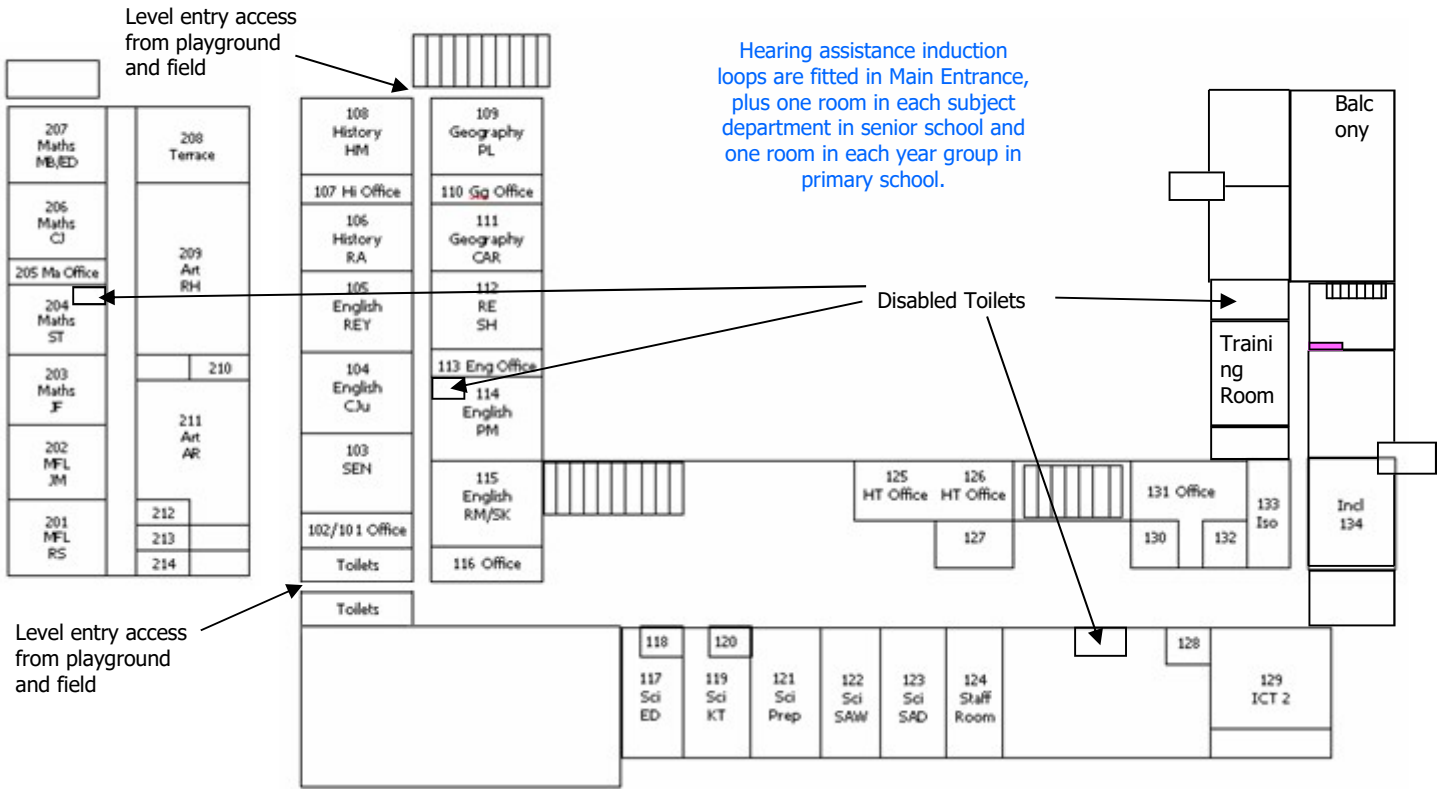 Level entry access
from playground
and field
Hearing assistance induction
loops are fitted in Main Entrance,
plus one room in each subject
department in senior school and
one room in each year group in
primary school.
Balc
ony
207
Maths
MB/ED
208
Terrace
108
History
HM
109
Geography
PL
107 Hi Office
110 Gg Office
206
Maths
CJ
106
History
RA
111
Geography
CAR
205 Ma Office
209
Art
RH
204
Maths
ST
105
English
REY
112
RE
SH
Disabled Toilets
Traini
ng
Room
203
Maths
JF
210
104
English
CJu
113 Eng Office
114
English
PM
211
Art
AR
202
MFL
JM
103
SEN
115
English
RM/SK
125
HT Office
126
HT Office
131 Office
133
Iso
Incl
134
201
MFL
RS
212
213
214
102/101 Office
127
130
132
Toilets
116 Office
Toilets
Level entry access
from playground
and field
118
120
128
117
Sci
ED
119
Sci
KT
121
Sci
Prep
122
Sci
SAW
123
Sci
SAD
124
Staff
Room
129
ICT 2